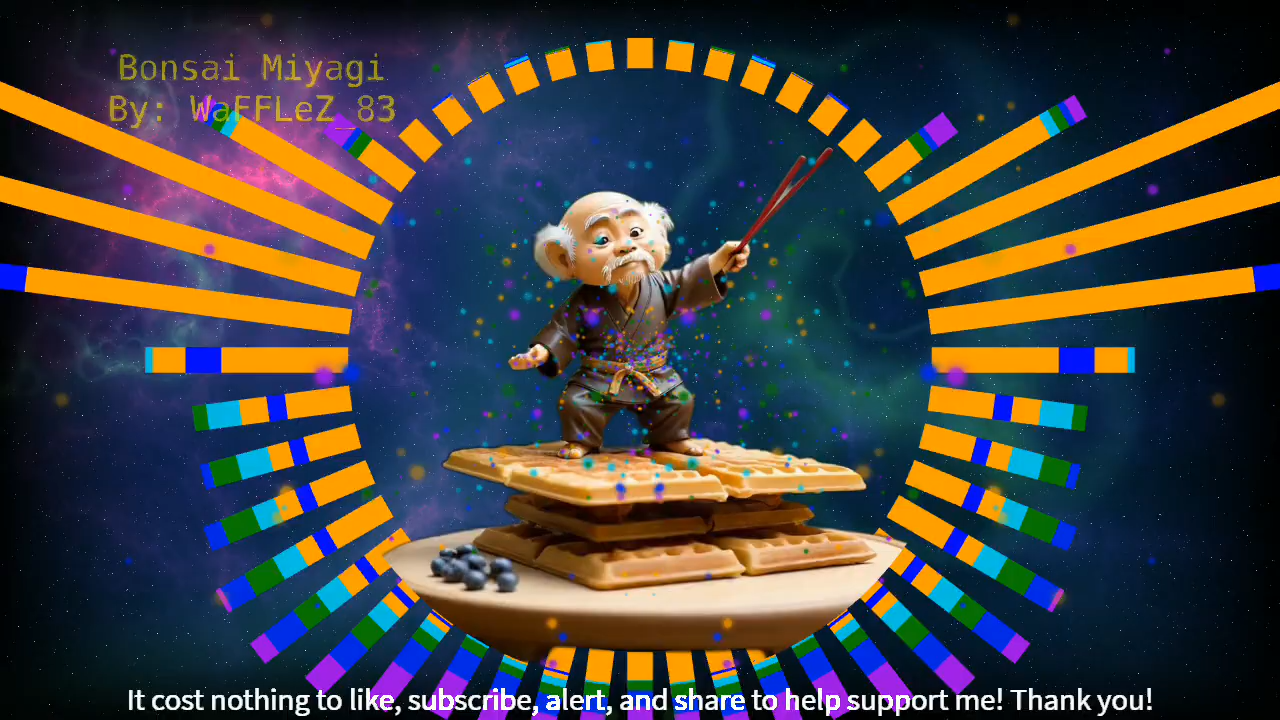 Bonsai Miyagi
By: WaFFLeZ_83
It cost nothing to like, subscribe, alert, and share to help support me! Thank you!